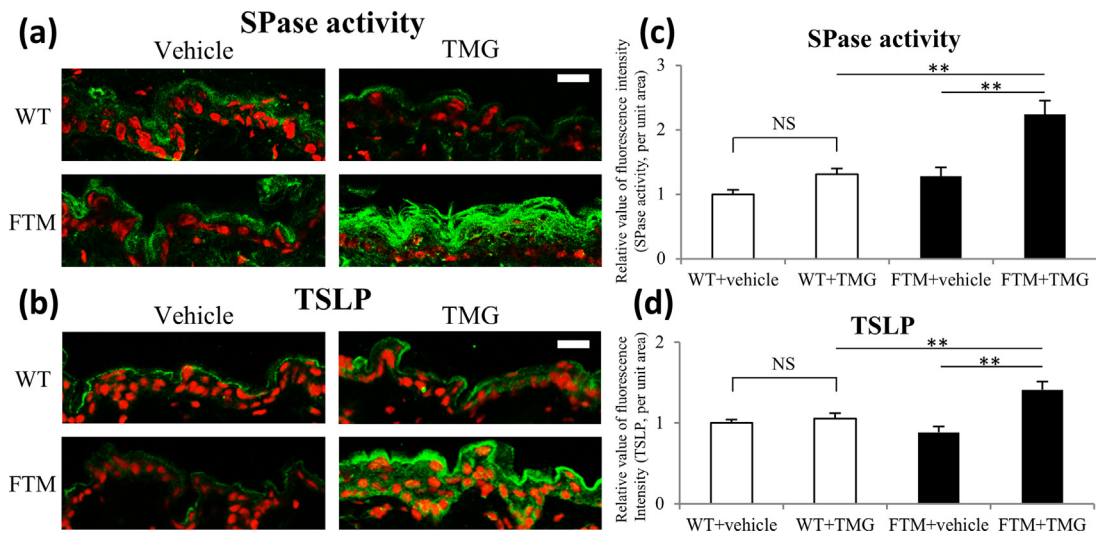 (a)
SPase activity
Vehicle
TMG
WT
FTM
(b)
TSLP
Vehicle
TMG
WT
FTM
(c)
SPase activity
Relative value of fluorescence intensity
(SPase activity, per unit area)
3
2
1
0
NS
**
**
WT+vehicle
WT+TMG
FTM+vehicle
FTM+TMG
(d)
TSLP
Relative value of fluorescence
Intensity (TSLP, per unit area)
2
1
0
NS
**
**
WT+vehicle
WT+TMG
FTM+vehicle
FTM+TMG